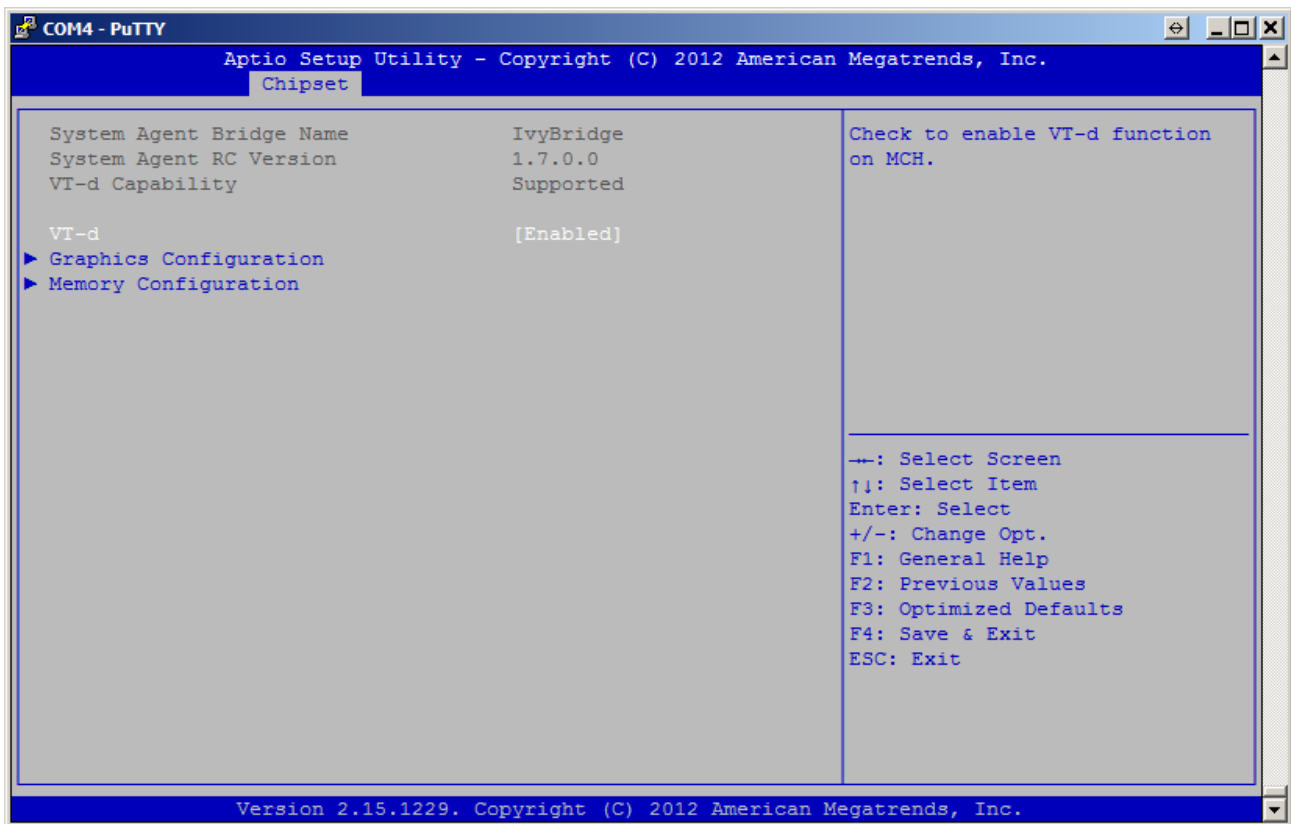 COM4 - PuTTY
Aptio Setup Utility - Copyright (C) 2012 American Megatrends, Inc.
Chipset
System Agent Bridge Name IvyBridge
System Agent RC Version 1.7.0.0
VT-d Capability Supported
VT-d [Enabled]
► Graphics Configuration
► Memory Configuration
Check to enable VT-d function
on MCH.
→←: Select Screen
↑↓: Select Item
Enter: Select
+/-: Change Opt.
F1: General Help
F2: Previous Values
F3: Optimized Defaults
F4: Save & Exit
ESC: Exit
Version 2.15.1229. Copyright (C) 2012 American Megatrends, Inc.